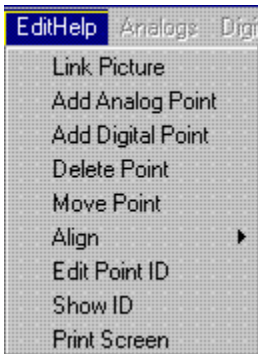 EditHelp Analogs Digi
Link Picture
Add Analog Point
Add Digital Point
Delete Point
Move Point
Align
Edit Point ID
Show ID
Print Screen